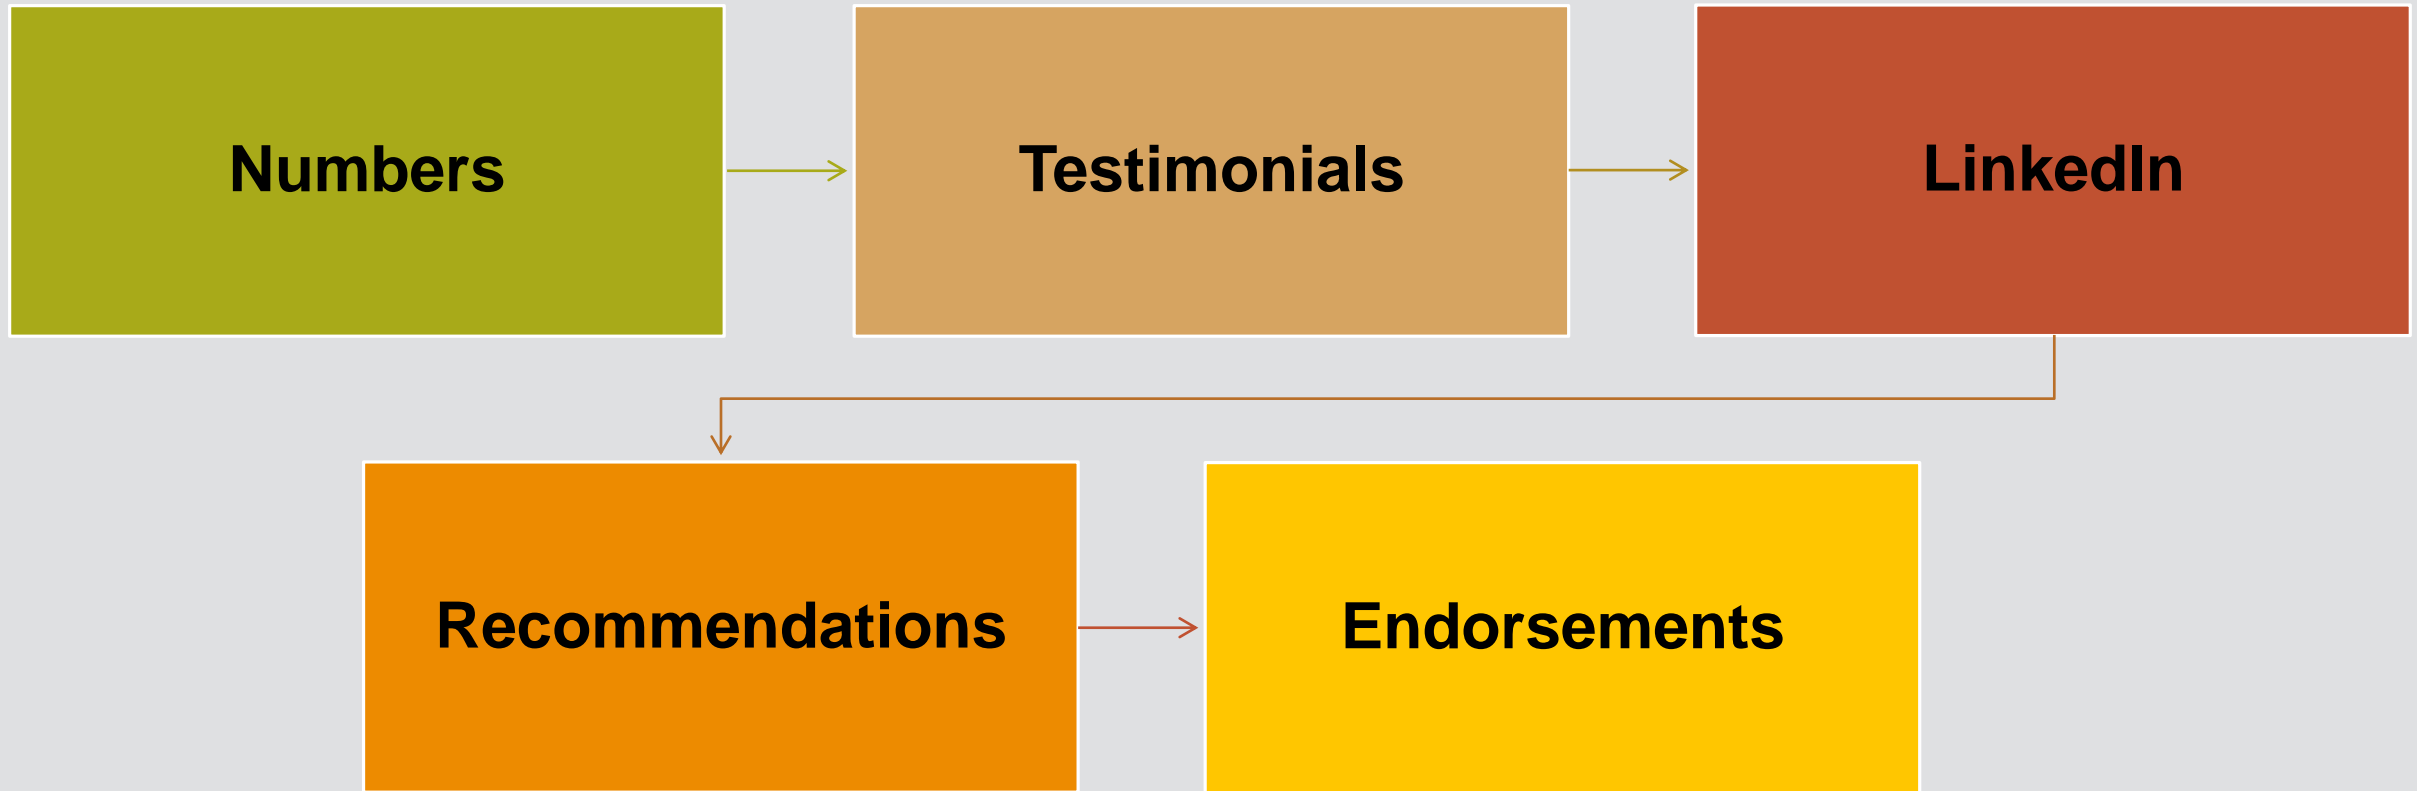 Numbers
Testimonials
LinkedIn
Recommendations
Endorsements